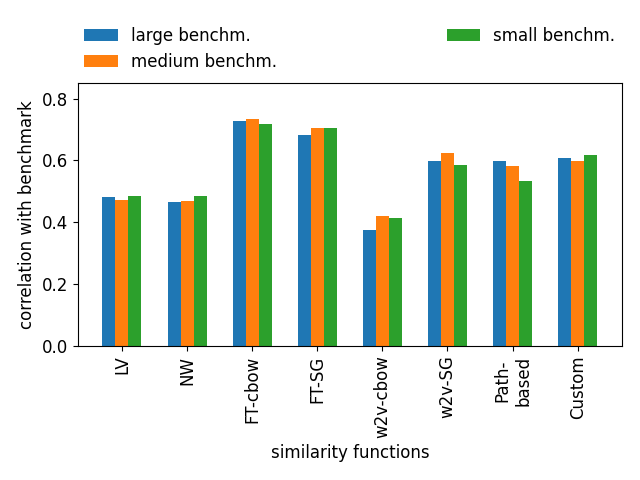 large benchm.
medium benchm.
small benchm.
correlation with benchmark
0.8
0.6
0.4
0.2
0.0
LV
NW
FT-cbow
FT-SG
w2v-cbow
w2v-SG
Path-
based
Custom
similarity functions